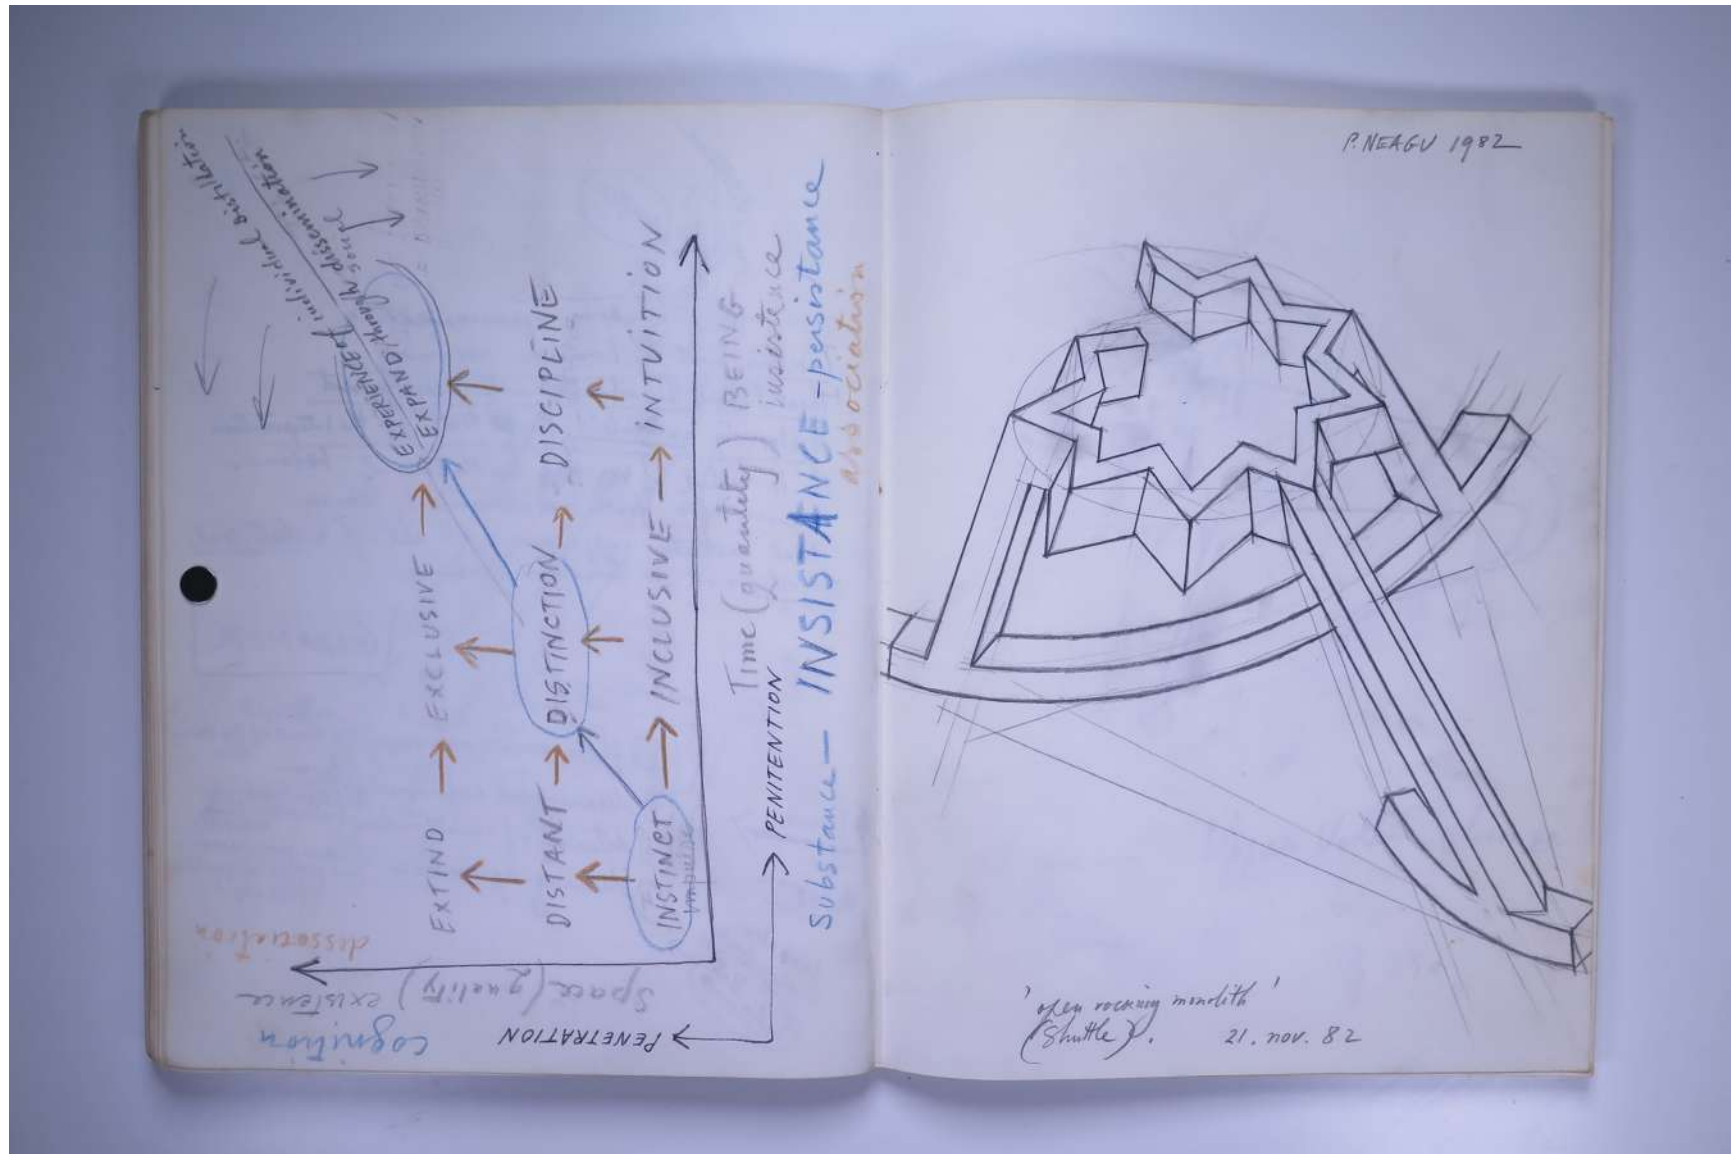 individual distillation
dissemination
EXPERIENCE (
EXPAND / through
EXTIND → EXCLUSIVE →
DISTANT → DISTINCTION → DISCIPLINE
INSTINCT → INCLUSIVE → INTUITION
impulse
Time (quantity) BEING
insistence
PENITENTION
Substance — INSISTANCE - persistance
association
dissociation
Space (quality) existence
cognition
PENETRATION
P. NEAGU 1982
'open rocking monolith'
(Shuttle).
21. nov. 82